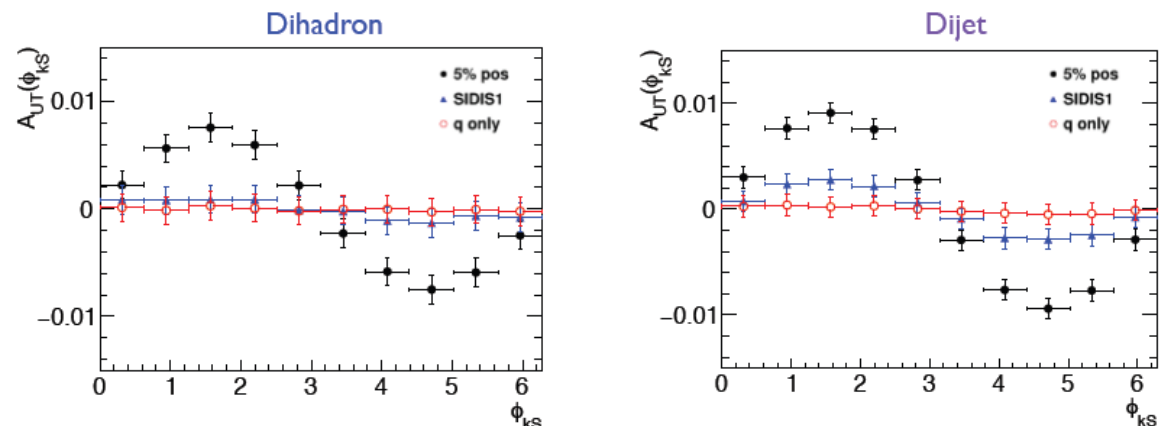 Dihadron
A_UT(ϕ_kS)
5% pos
SIDIS1
q only
0.01
0
−0.01
0 1 2 3 4 5 6
ϕ_kS
Dijet
A_UT(ϕ_kS)
5% pos
SIDIS1
q only
0.01
0
−0.01
0 1 2 3 4 5 6
ϕ_kS